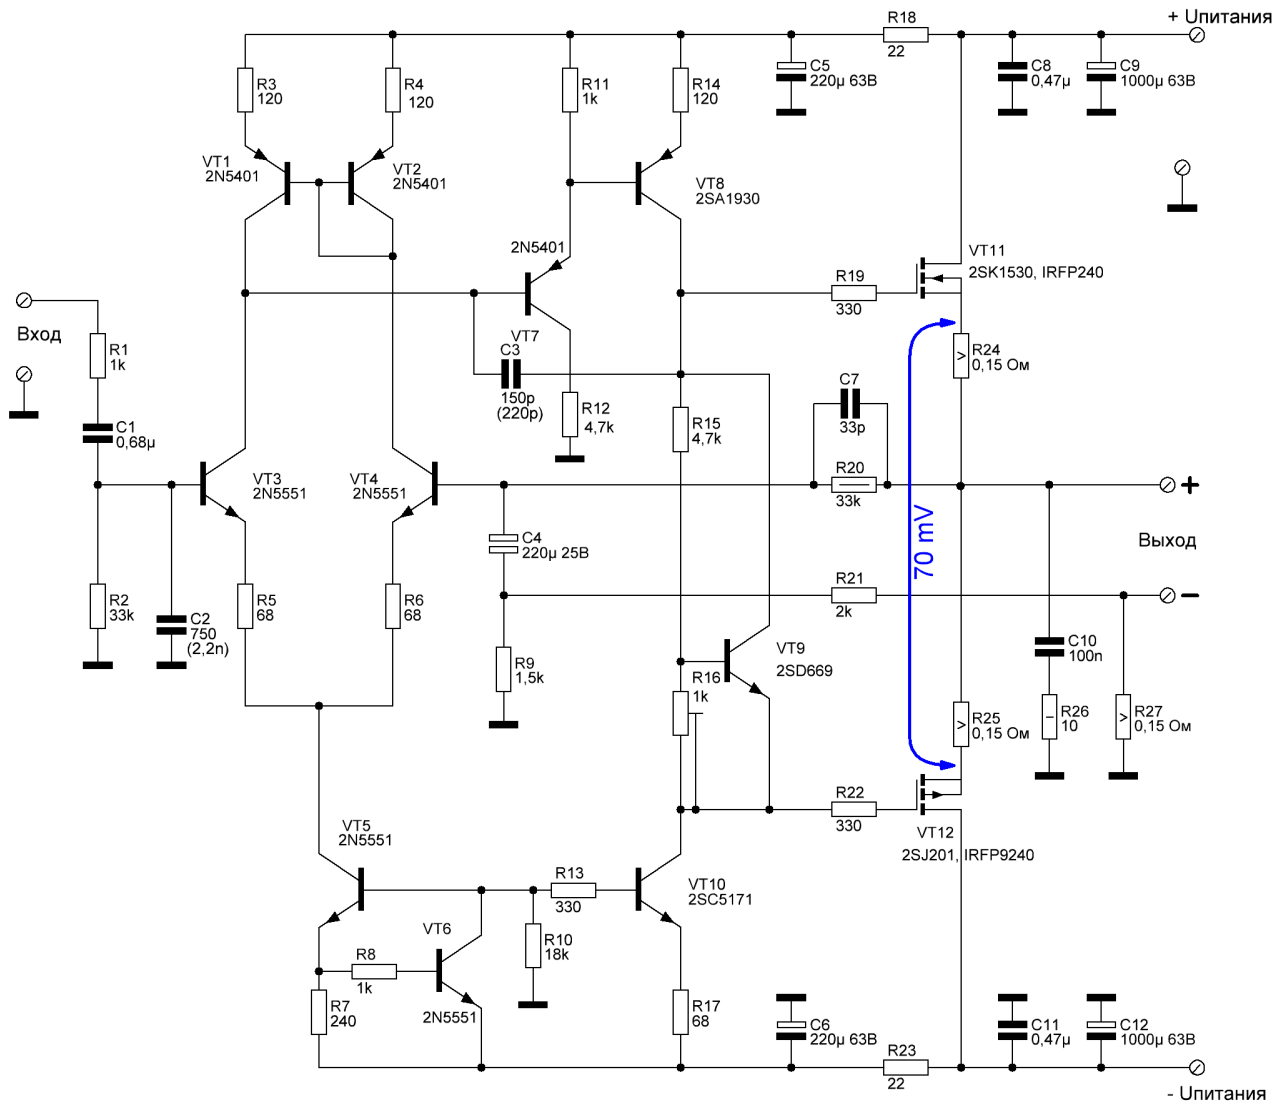 R18
22
+ Uпитания
R3
120
R4
120
R11
1k
R14
120
C5
220µ 63В
C8
0,47µ
C9
1000µ 63В
VT1
2N5401
VT2
2N5401
VT8
2SA1930
2N5401
VT7
VT11
2SK1530, IRFP240
R19
330
Вход
R1
1k
C3
150p
(220p)
R24
0,15 Ом
C7
33p
R12
4,7k
R15
4,7k
C1
0,68µ
VT3
2N5551
VT4
2N5551
R20
33k
+
C4
220µ 25В
70 mV
Выход
R21
2k
−
R2
33k
C2
750
(2,2n)
R5
68
R6
68
R9
1,5k
R16
1k
VT9
2SD669
C10
100n
R25
0,15 Ом
R26
10
R27
0,15 Ом
R22
330
VT5
2N5551
VT12
2SJ201, IRFP9240
R13
330
VT10
2SC5171
VT6
R10
18k
R8
1k
2N5551
R7
240
R17
68
C6
220µ 63В
C11
0,47µ
C12
1000µ 63В
R23
22
- Uпитания